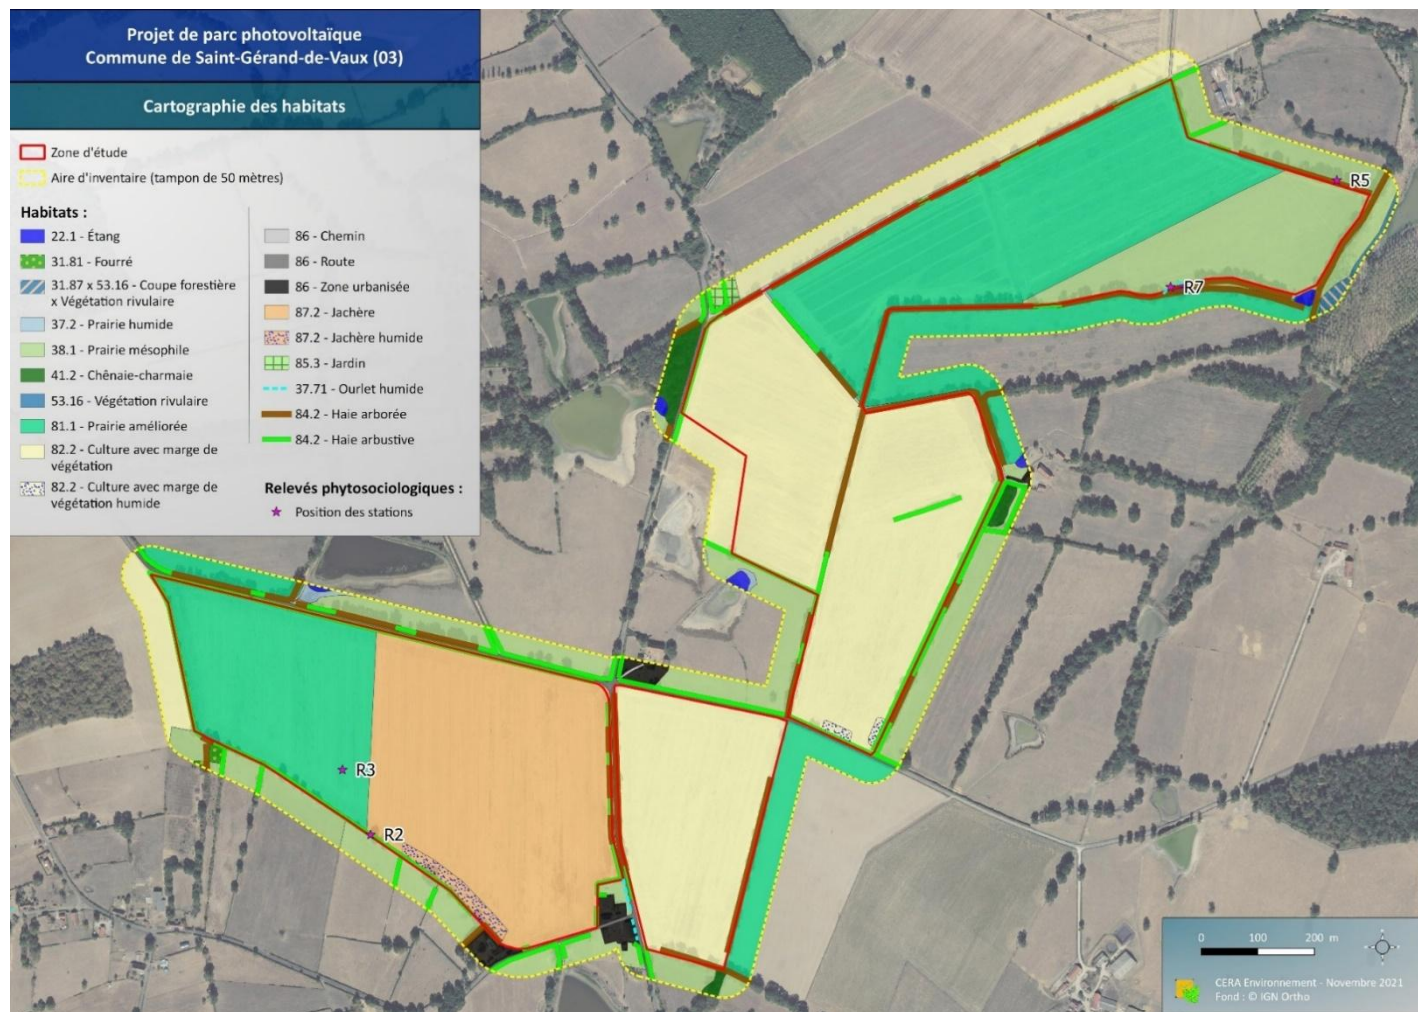 Projet de parc photovoltaïque
Commune de Saint-Gérand-de-Vaux (03)
Cartographie des habitats
Zone d'étude
Aire d'inventaire (tampon de 50 mètres)
Habitats :
22.1 - Étang
31.81 - Fourré
31.87 x 53.16 - Coupe forestière
x Végétation rivulaire
37.2 - Prairie humide
38.1 - Prairie mésophile
41.2 - Chênaie-charmaie
53.16 - Végétation rivulaire
81.1 - Prairie améliorée
82.2 - Culture avec marge de
végétation
82.2 - Culture avec marge de
végétation humide
86 - Chemin
86 - Route
86 - Zone urbanisée
87.2 - Jachère
87.2 - Jachère humide
85.3 - Jardin
37.71 - Ourlet humide
84.2 - Haie arborée
84.2 - Haie arbustive
Relevés phytosociologiques :
Position des stations
R5
R7
R3
R2
0 100 200 m
CERA Environnement - Novembre 2021
Fond : © IGN Ortho